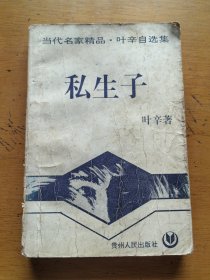 当代名家精品·叶辛自选集
私生子
叶辛著
贵州人民出版社